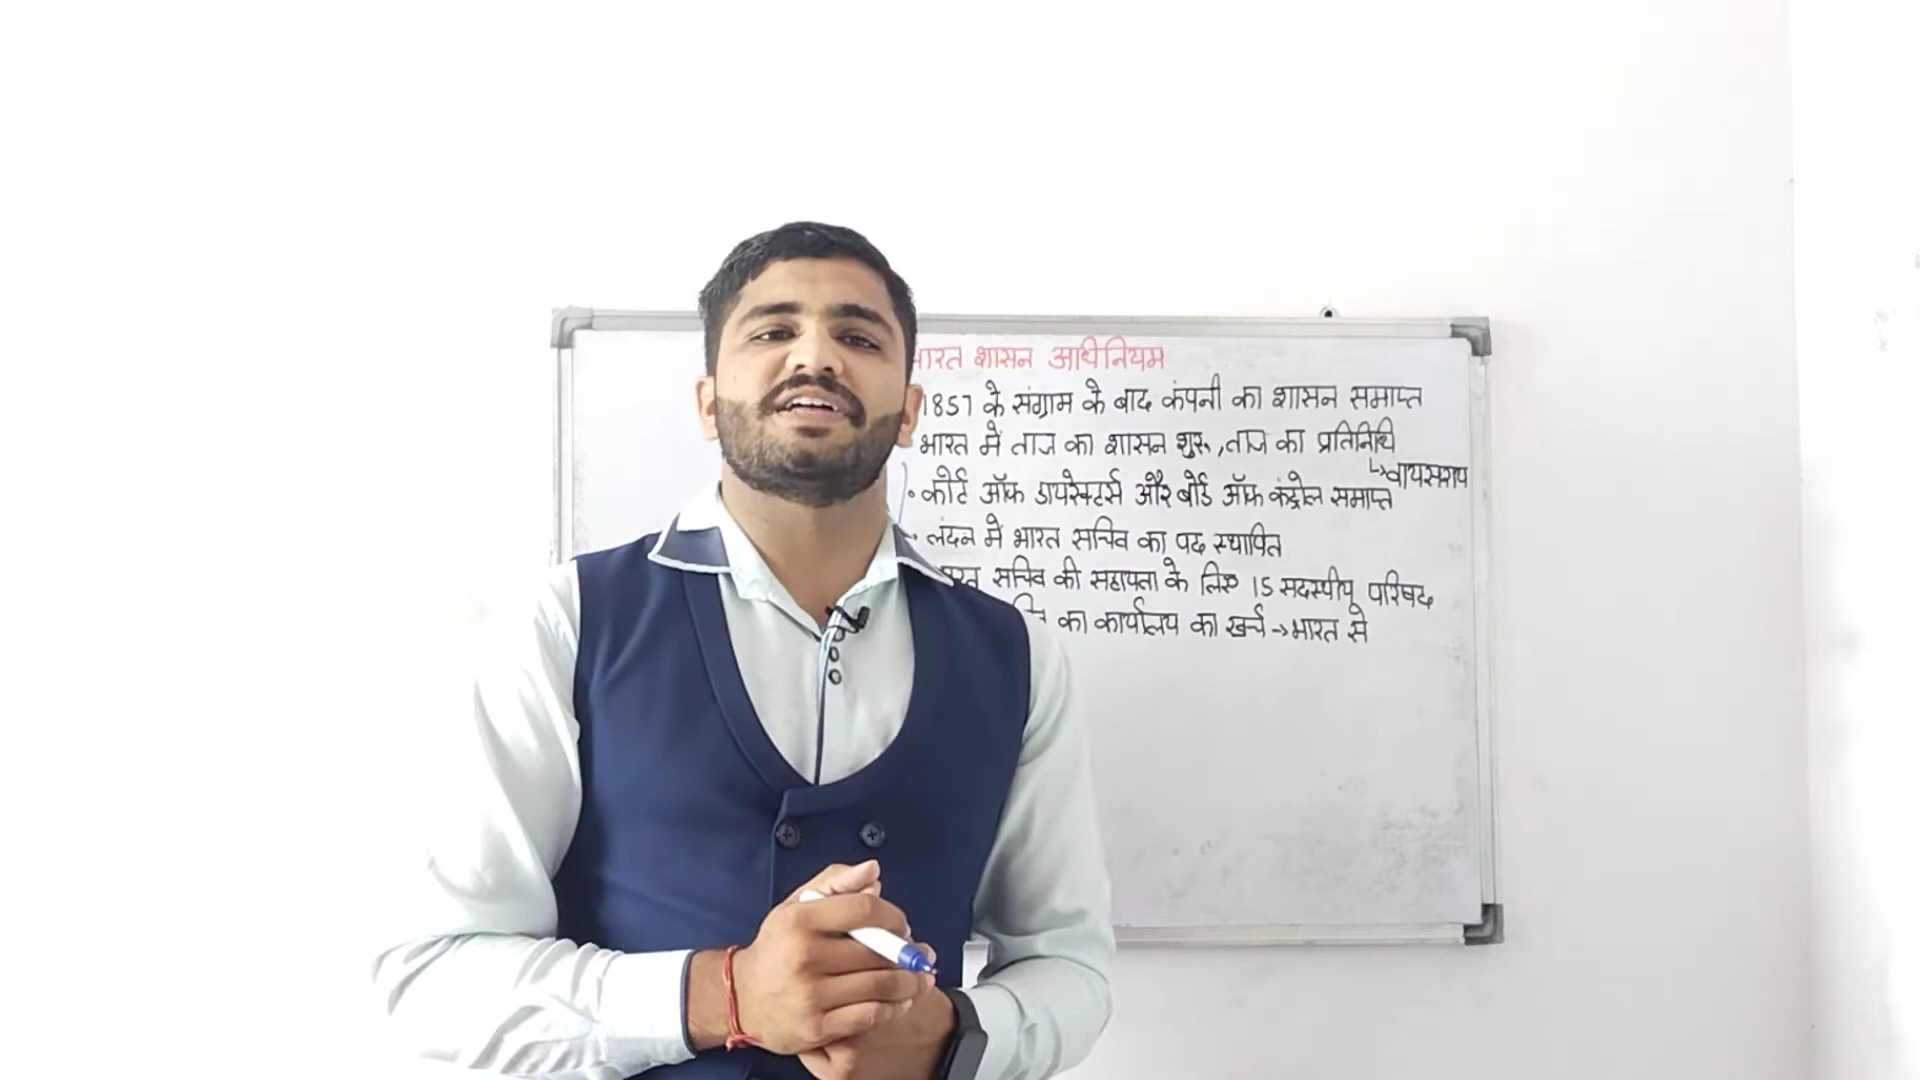 भारत शासन अधिनियम
1857 के संग्राम के बाद कंपनी का शासन समाप्त
भारत में ताज का शासन शुरू, ताज का प्रतिनिधि
↳वायसराय
• कोर्ट ऑफ डायरेक्टर्स और बोर्ड ऑफ कंट्रोल समाप्त
• लंदन में भारत सचिव का पद स्थापित
सचिव की सहायता के लिए 15 सदस्यीय परिषद
का कार्यालय का खर्च → भारत से